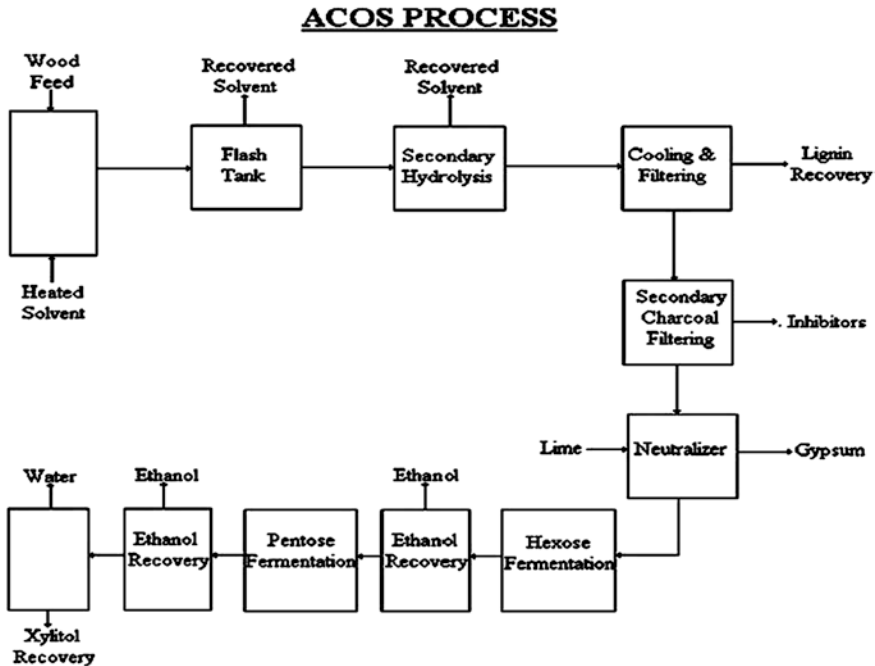 ACOS PROCESS
Wood
Feed
Recovered
Solvent
Recovered
Solvent
Flash
Tank
Secondary
Hydrolysis
Cooling &
Filtering
Lignin
Recovery
Heated
Solvent
Secondary
Charcoal
Filtering
Inhibitors
Lime
Neutralizer
Gypsum
Water
Ethanol
Ethanol
Ethanol
Recovery
Pentose
Fermentation
Ethanol
Recovery
Hexose
Fermentation
Xylitol
Recovery